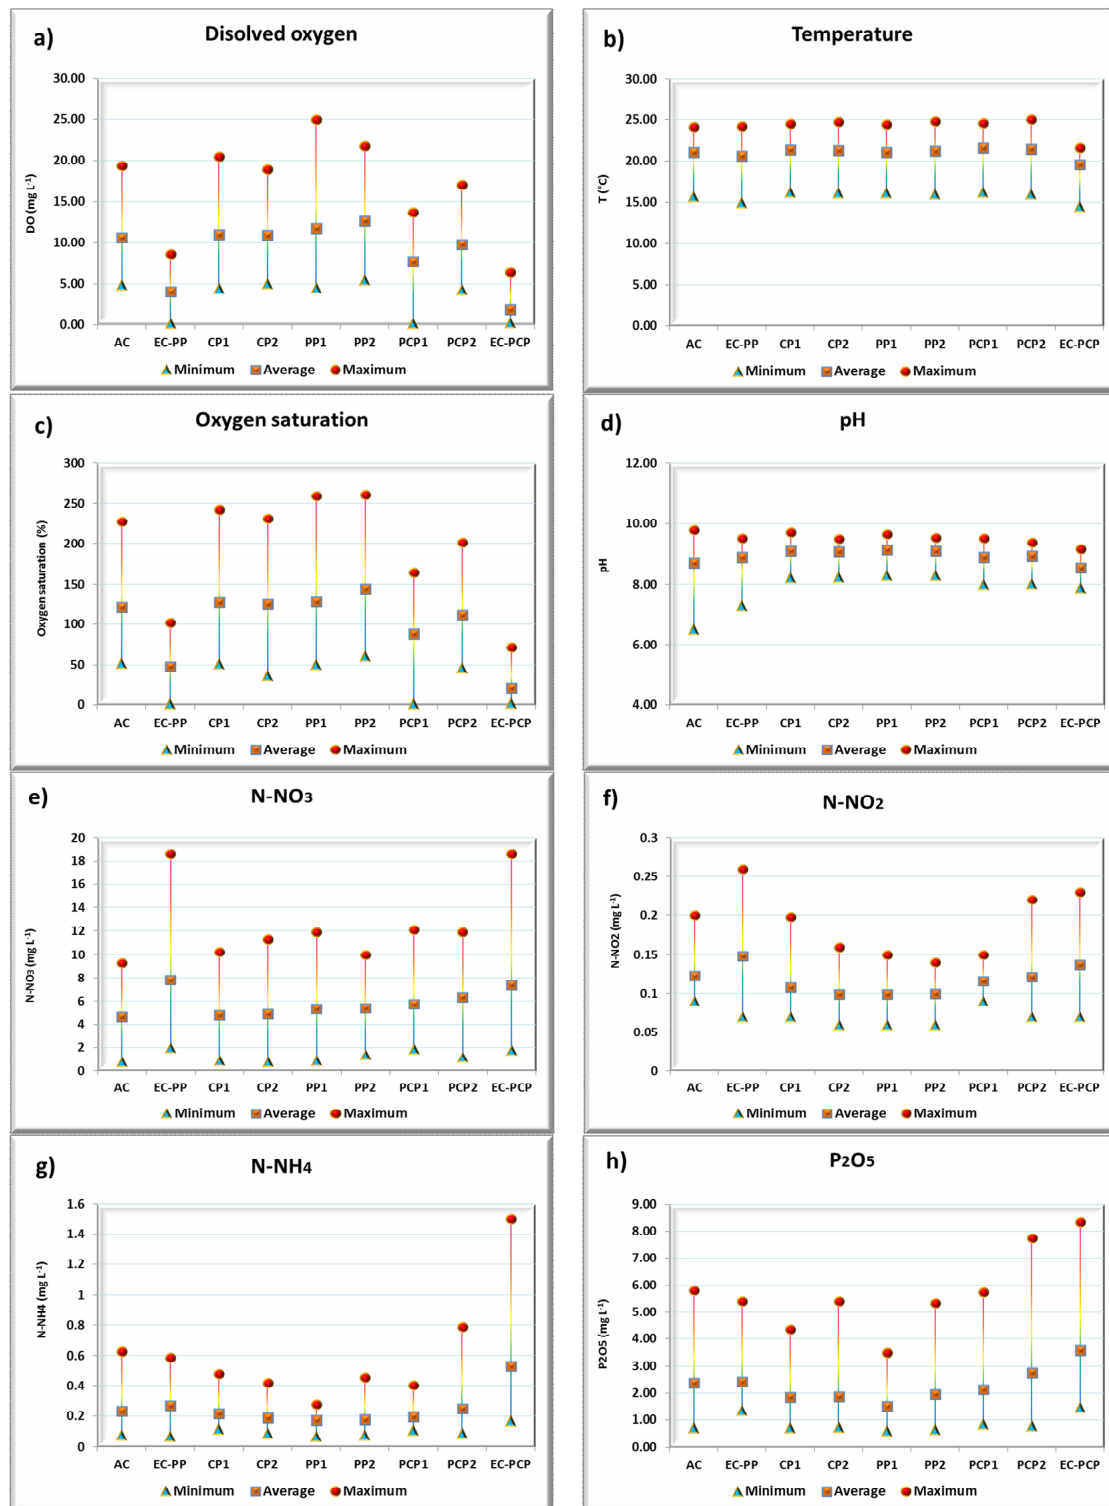 a)
Disolved oxygen
30.00
25.00
20.00
15.00
10.00
5.00
0.00
DO (mg L-1)
AC EC-PP CP1 CP2 PP1 PP2 PCP1 PCP2 EC-PCP
Minimum Average Maximum
b)
Temperature
30.00
25.00
20.00
15.00
10.00
5.00
0.00
T (°C)
AC EC-PP CP1 CP2 PP1 PP2 PCP1 PCP2 EC-PCP
Minimum Average Maximum
c)
Oxygen saturation
300
250
200
150
100
50
0
Oxygen saturation (%)
AC EC-PP CP1 CP2 PP1 PP2 PCP1 PCP2 EC-PCP
Minimum Average Maximum
d)
pH
12.00
10.00
8.00
6.00
4.00
pH
AC EC-PP CP1 CP2 PP1 PP2 PCP1 PCP2 EC-PCP
Minimum Average Maximum
e)
N-NO3
20
18
16
14
12
10
8
6
4
2
0
N-NO3 (mg L-1)
AC EC-PP CP1 CP2 PP1 PP2 PCP1 PCP2 EC-PCP
Minimum Average Maximum
f)
N-NO2
0.3
0.25
0.2
0.15
0.1
0.05
0
N-NO2 (mg L-1)
AC EC-PP CP1 CP2 PP1 PP2 PCP1 PCP2 EC-PCP
Minimum Average Maximum
g)
N-NH4
1.6
1.4
1.2
1
0.8
0.6
0.4
0.2
0
N-NH4 (mg L-1)
AC EC-PP CP1 CP2 PP1 PP2 PCP1 PCP2 EC-PCP
Minimum Average Maximum
h)
P2O5
9.00
8.00
7.00
6.00
5.00
4.00
3.00
2.00
1.00
0.00
P2O5 (mg L-1)
AC EC-PP CP1 CP2 PP1 PP2 PCP1 PCP2 EC-PCP
Minimum Average Maximum